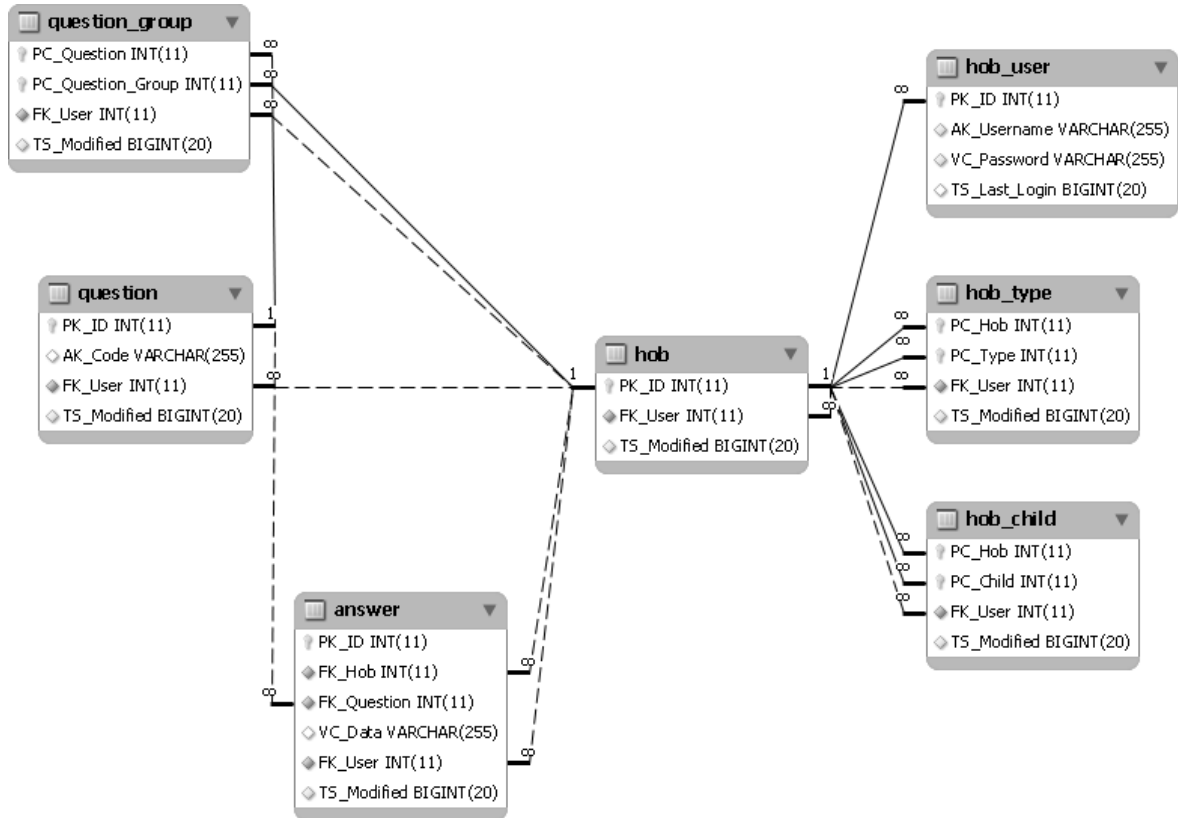 question_group
PC_Question INT(11)
PC_Question_Group INT(11)
FK_User INT(11)
TS_Modified BIGINT(20)
∞
∞
∞
hob_user
PK_ID INT(11)
AK_Username VARCHAR(255)
VC_Password VARCHAR(255)
TS_Last_Login BIGINT(20)
∞
question
PK_ID INT(11)
AK_Code VARCHAR(255)
FK_User INT(11)
TS_Modified BIGINT(20)
1
∞
hob
PK_ID INT(11)
FK_User INT(11)
TS_Modified BIGINT(20)
1
1
∞
hob_type
PC_Hob INT(11)
PC_Type INT(11)
FK_User INT(11)
TS_Modified BIGINT(20)
∞
∞
∞
hob_child
PC_Hob INT(11)
PC_Child INT(11)
FK_User INT(11)
TS_Modified BIGINT(20)
∞
∞
∞
answer
PK_ID INT(11)
FK_Hob INT(11)
FK_Question INT(11)
VC_Data VARCHAR(255)
FK_User INT(11)
TS_Modified BIGINT(20)
∞
∞
∞